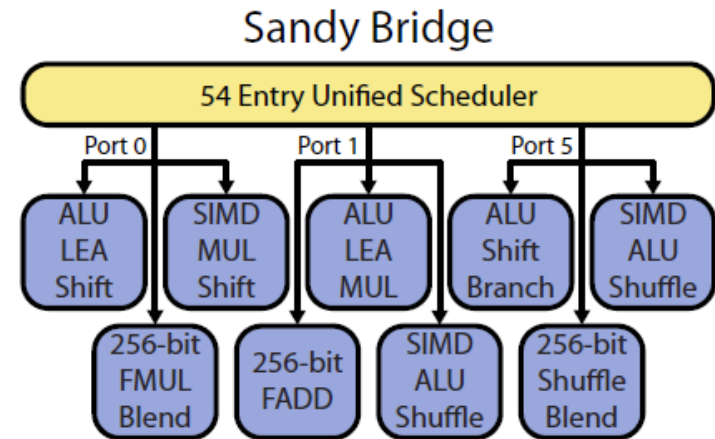 Sandy Bridge
54 Entry Unified Scheduler
Port 0
Port 1
Port 5
ALU
LEA
Shift
SIMD
MUL
Shift
ALU
LEA
MUL
ALU
Shift
Branch
SIMD
ALU
Shuffle
256-bit
FMUL
Blend
256-bit
FADD
SIMD
ALU
Shuffle
256-bit
Shuffle
Blend